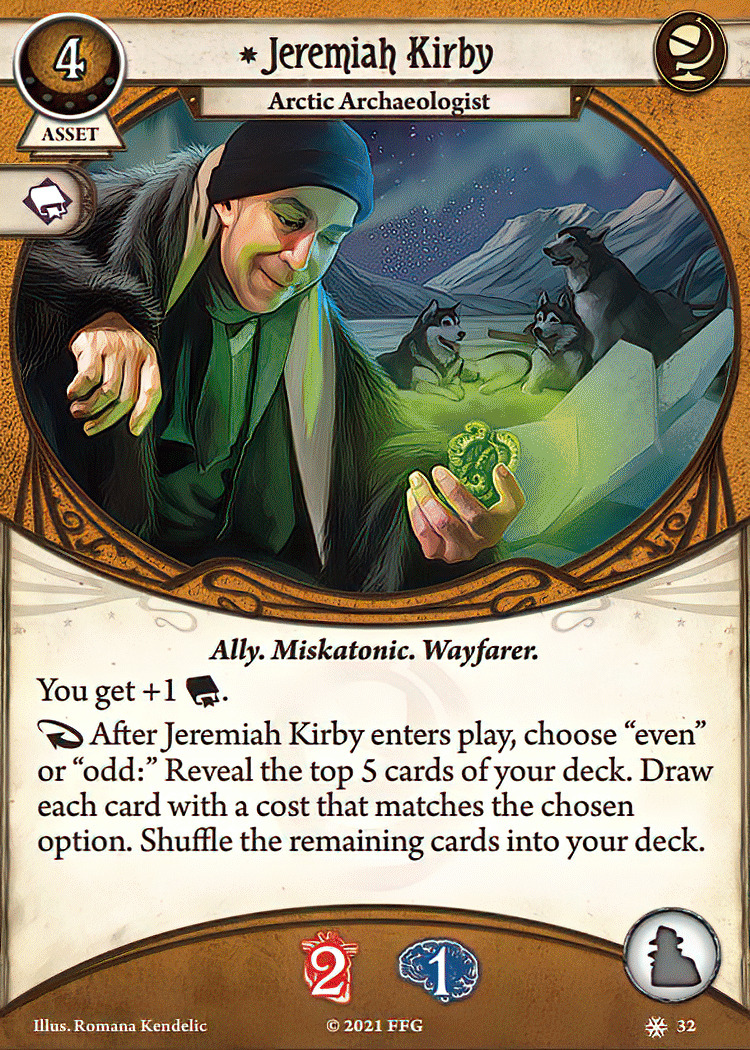 4
Jeremiah Kirby
Arctic Archaeologist
ASSET
Ally. Miskatonic. Wayfarer.
You get +1 .
After Jeremiah Kirby enters play, choose “even”
or “odd:” Reveal the top 5 cards of your deck. Draw
each card with a cost that matches the chosen
option. Shuffle the remaining cards into your deck.
2 1
Illus. Romana Kendelic © 2021 FFG 32